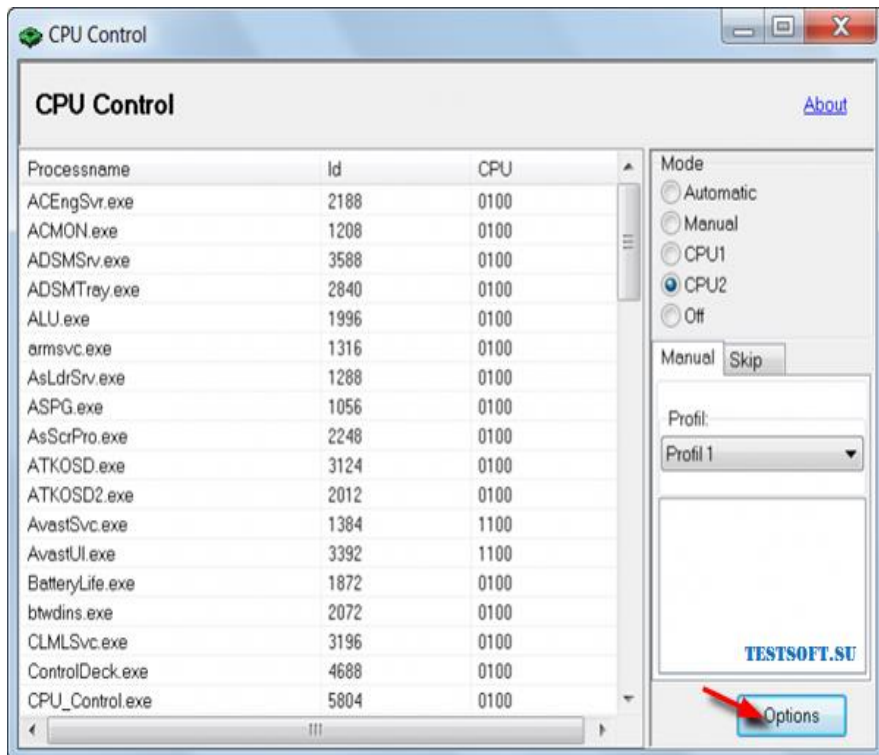 CPU Control
CPU Control
About
Processname Id CPU
ACEngSvr.exe 2188 0100
ACMON.exe 1208 0100
ADSMSrv.exe 3588 0100
ADSMTray.exe 2840 0100
ALU.exe 1996 0100
armsvc.exe 1316 0100
AsLdrSrv.exe 1288 0100
ASPG.exe 1056 0100
AsScrPro.exe 2248 0100
ATKOSD.exe 3124 0100
ATKOSD2.exe 2012 0100
AvastSvc.exe 1384 1100
AvastUI.exe 3392 1100
BatteryLife.exe 1872 0100
btwdins.exe 2072 0100
CLMLSvc.exe 3196 0100
ControlDeck.exe 4688 0100
CPU_Control.exe 5804 0100
Mode
Automatic
Manual
CPU1
CPU2
Off
Manual Skip
Profil:
Profil 1
TESTSOFT.SU
Options